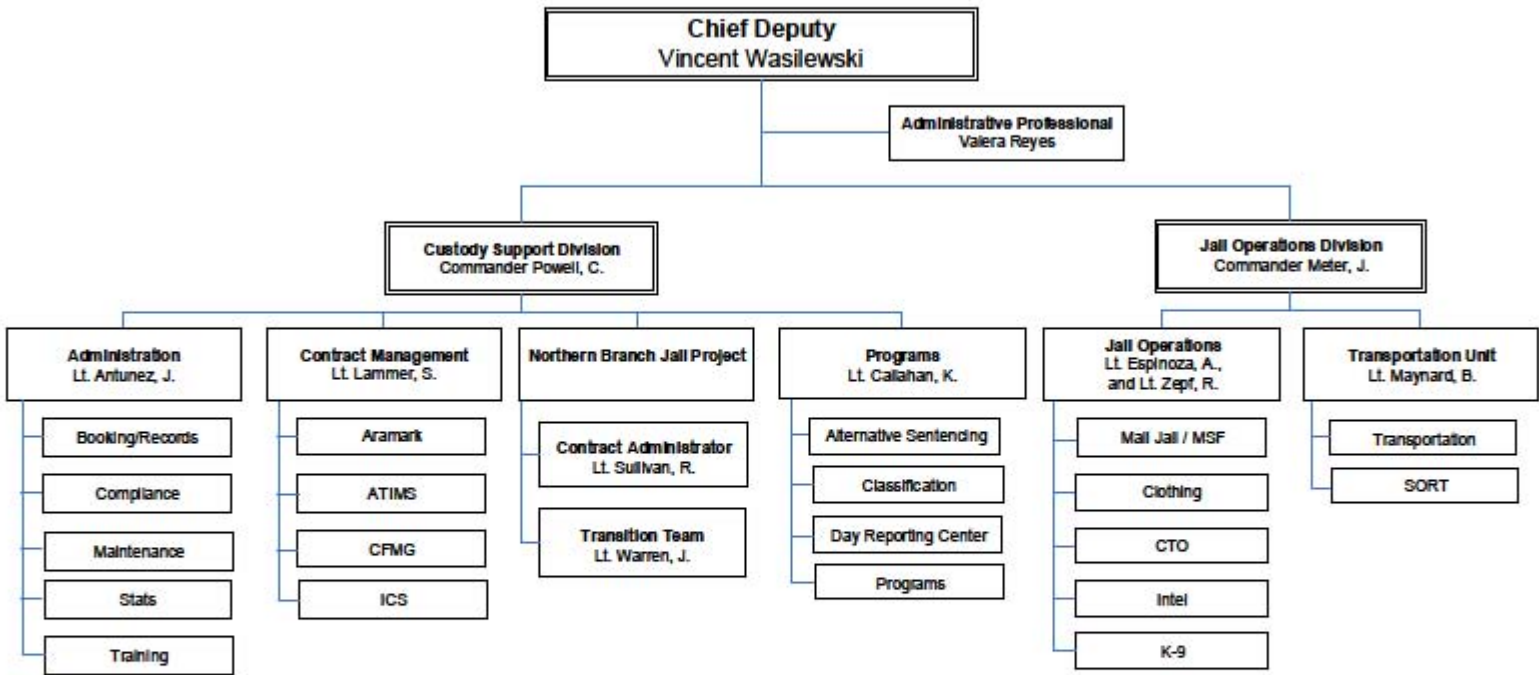 Chief Deputy
Vincent Wasilewski
Administrative Professional
Valera Reyes
Custody Support Division
Commander Powell, C.
Jail Operations Division
Commander Meter, J.
Administration
Lt. Antunez, J.
Booking/Records
Compliance
Maintenance
Stats
Training
Contract Management
Lt. Lammer, S.
Aramark
ATIMS
CFMG
ICS
Northern Branch Jail Project
Contract Administrator
Lt. Sullivan, R.
Transition Team
Lt. Warren, J.
Programs
Lt. Callahan, K.
Alternative Sentencing
Classification
Day Reporting Center
Programs
Jail Operations
Lt. Espinoza, A.,
and Lt. Zepf, R.
Mail Jail / MSF
Clothing
CTO
Intel
K-9
Transportation Unit
Lt. Maynard, B.
Transportation
SORT